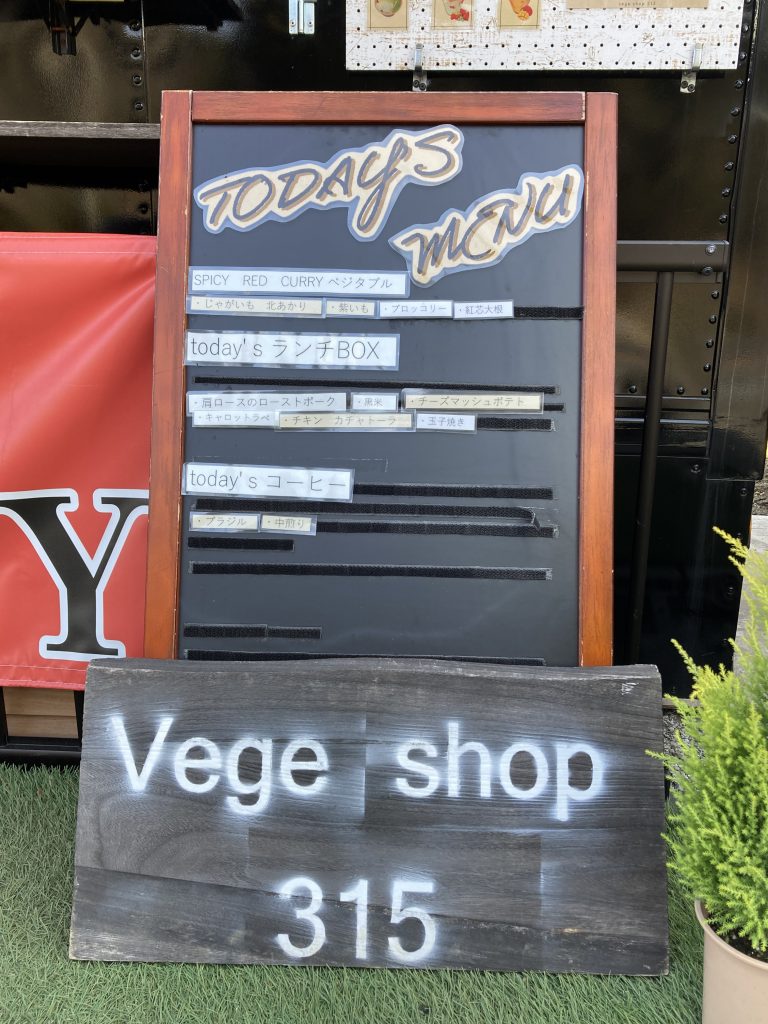 vege shop 315
TODAY'S
MENU
SPICY RED CURRY ベジタブル
・じゃがいも 北あかり ・紫いも ・ブロッコリー ・紅芯大根
today's ランチBOX
・肩ロースのローストポーク ・黒米 ・チーズマッシュポテト
・キャロットラペ ・チキン カチャトーラ ・玉子焼き
today's コーヒー
・ブラジル ・中煎り
Y
Vege shop
315